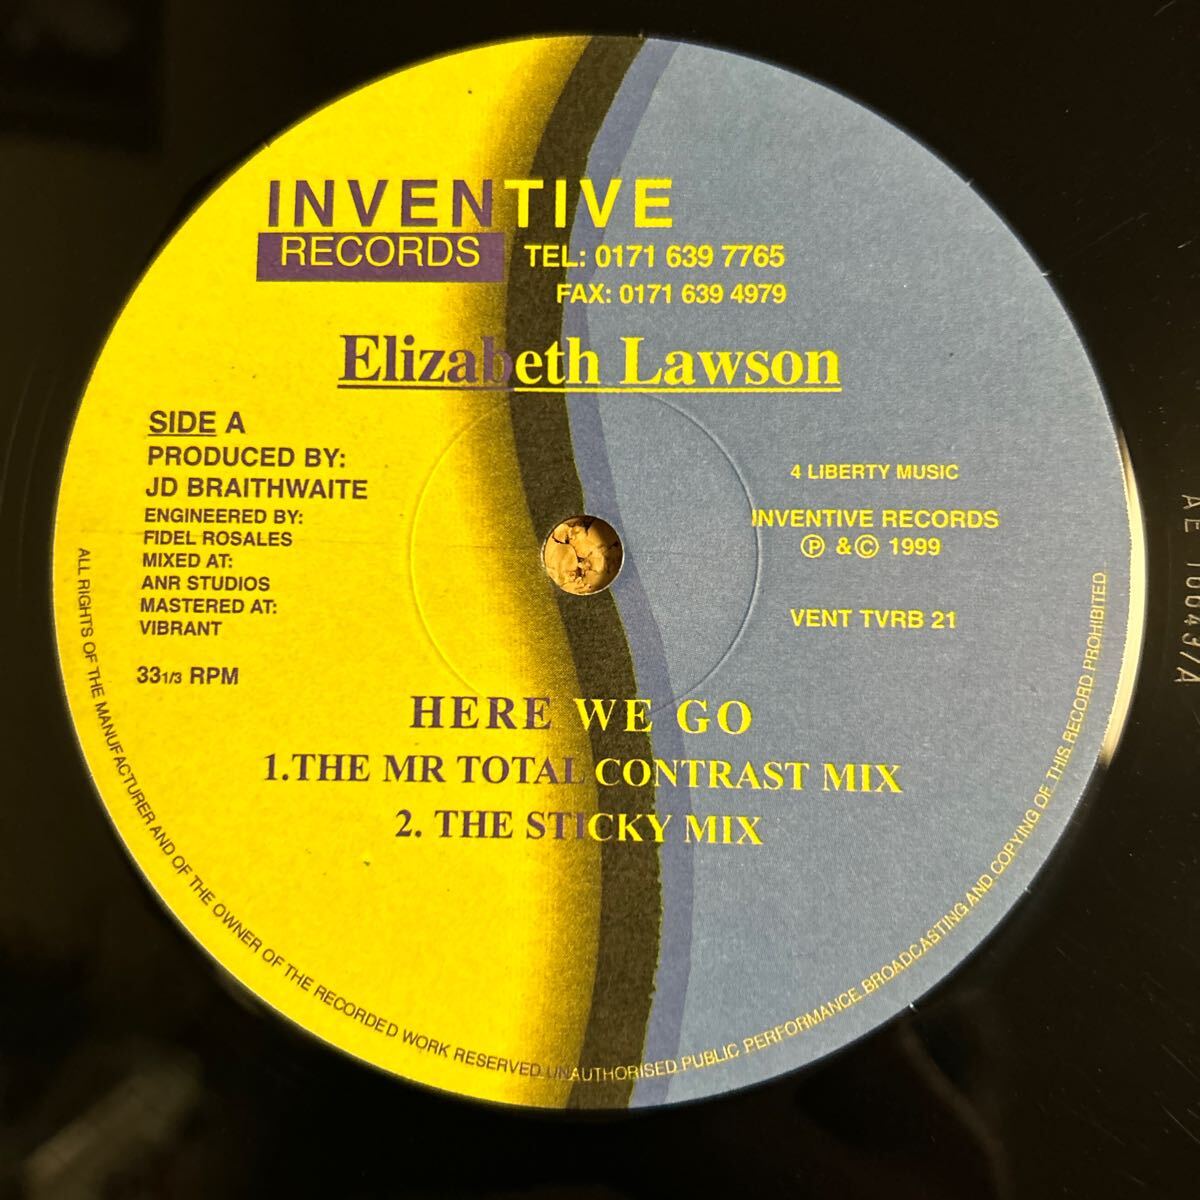 INVENTIVE
RECORDS
TEL: 0171 639 7765
FAX: 0171 639 4979
Elizabeth Lawson
SIDE A
PRODUCED BY:
JD BRAITHWAITE
ENGINEERED BY:
FIDEL ROSALES
MIXED AT:
ANR STUDIOS
MASTERED AT:
VIBRANT
33 1/3 RPM
4 LIBERTY MUSIC
INVENTIVE RECORDS
Ⓟ &© 1999
VENT TVRB 21
HERE WE GO
1.THE MR TOTAL CONTRAST MIX
2. THE STICKY MIX
ALL RIGHTS OF THE MANUFACTURER AND OF THE OWNER OF THE RECORDED WORK RESERVED. UNAUTHORISED PUBLIC PERFORMANCE. BROADCASTING AND COPYING OF THIS RECORD PROHIBITED.